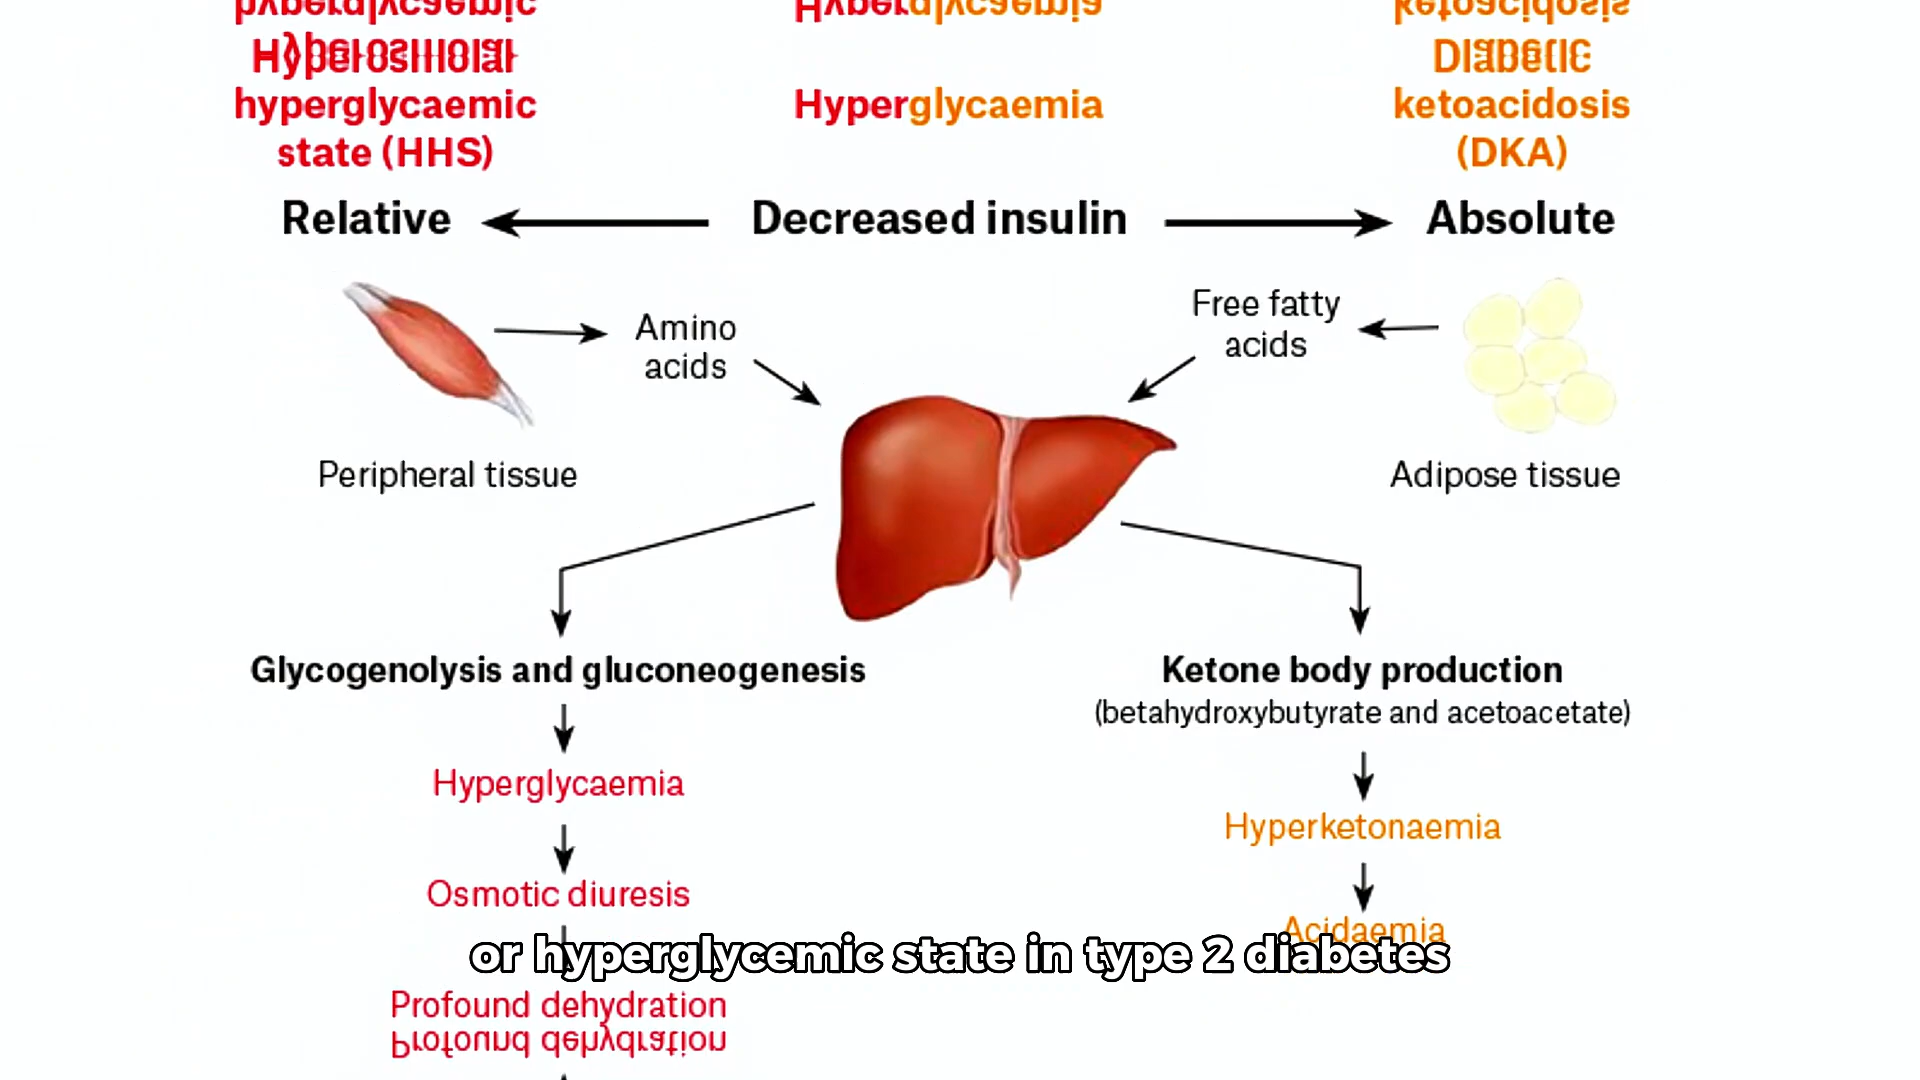 hyperglycaemic
state (HHS)
Hyperglycaemia
ketoacidosis
(DKA)
Relative
Decreased insulin
Absolute
Amino
acids
Free fatty
acids
Peripheral tissue
Adipose tissue
Glycogenolysis and gluconeogenesis
Ketone body production
(betahydroxybutyrate and acetoacetate)
Hyperglycaemia
Hyperketonaemia
Osmotic diuresis
Acidaemia
or hyperglycemic state in type 2 diabetes
Profound dehydration